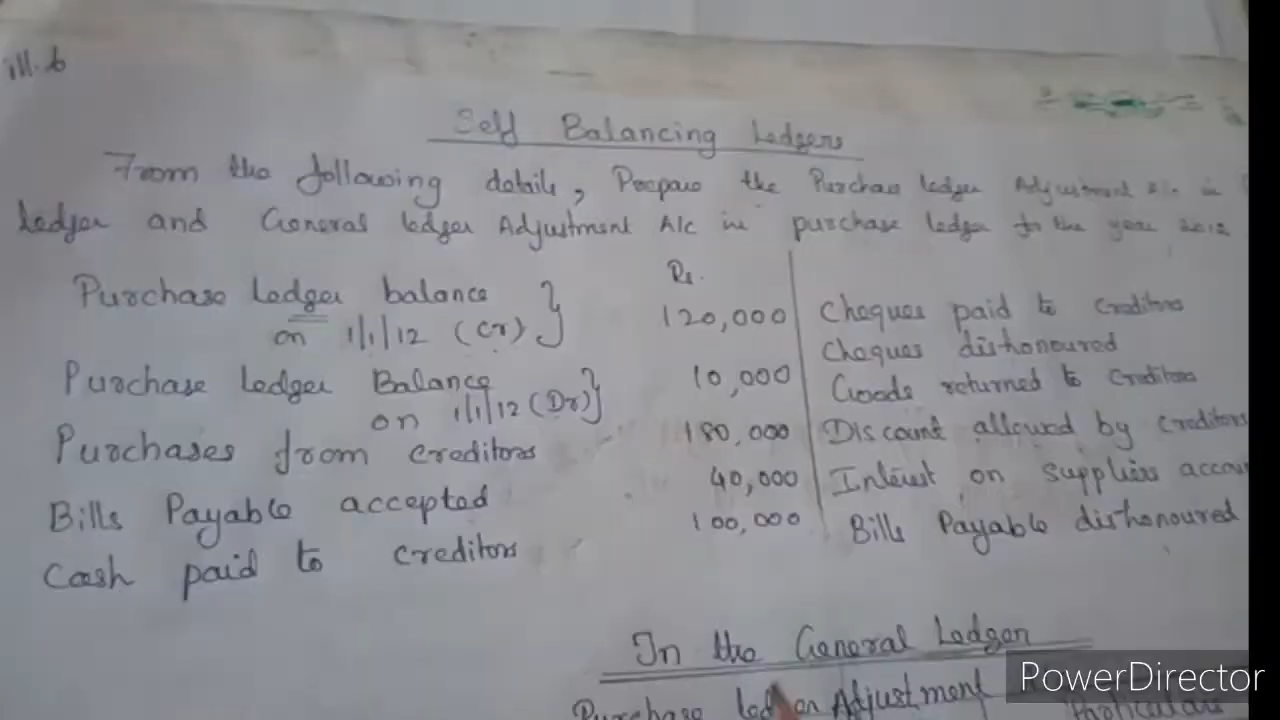 ill. 6
Self Balancing Ledgers
From the following details, Prepare the Purchase ledger Adjustment A/c in
ledger and General ledger Adjustment A/c in purchase ledger for the year 2012
Rs.
Purchase Ledger balance
on 1/1/12 (Cr) } 120,000
Purchase Ledger Balance
on 1/1/12 (Dr) } 10,000
Purchases from creditors 180,000
Bills Payable accepted 40,000
Cash paid to creditors 100,000
Cheques paid to creditors
Cheques dishonoured
Goods returned to creditors
Discount allowed by creditors
Interest on suppliers
Bills Payable dishonoured
In the General Ledger
Purchase Adjustment
Particulars
PowerDirector